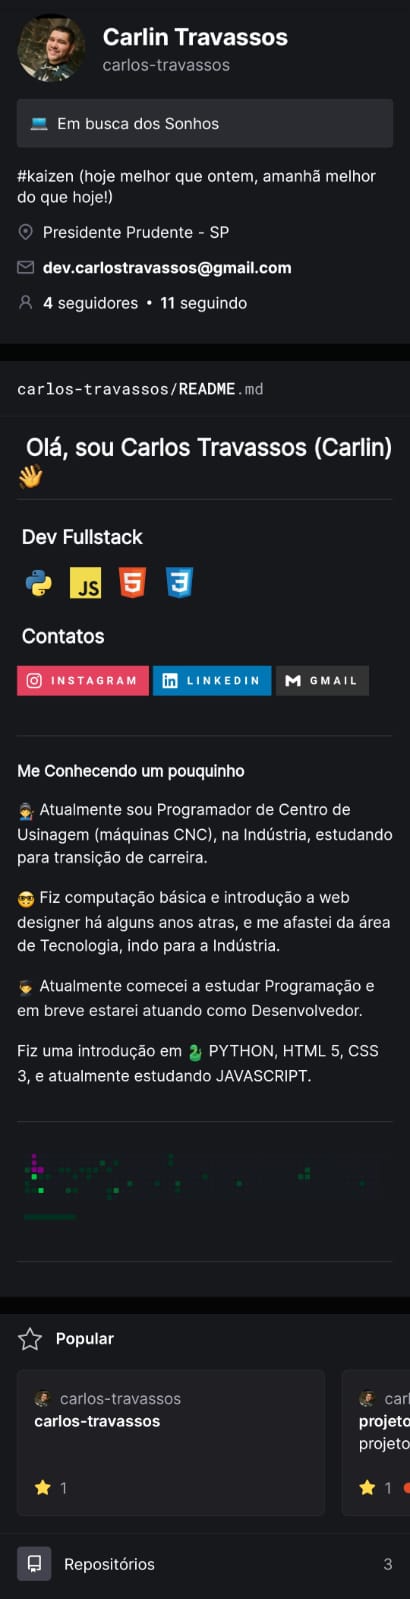 Carlin Travassos
carlos-travassos
Em busca dos Sonhos
#kaizen (hoje melhor que ontem, amanhã melhor
do que hoje!)
Presidente Prudente - SP
dev.carlostravassos@gmail.com
4 seguidores • 11 seguindo
carlos-travassos/README.md
Olá, sou Carlos Travassos (Carlin)
Dev Fullstack
JS 5 3
Contatos
INSTAGRAM LINKEDIN GMAIL
Me Conhecendo um pouquinho
Atualmente sou Programador de Centro de
Usinagem (máquinas CNC), na Indústria, estudando
para transição de carreira.
Fiz computação básica e introdução a web
designer há alguns anos atras, e me afastei da área
de Tecnologia, indo para a Indústria.
Atualmente comecei a estudar Programação e
em breve estarei atuando como Desenvolvedor.
Fiz uma introdução em 🐉 PYTHON, HTML 5, CSS
3, e atualmente estudando JAVASCRIPT.
Popular
carlos-travassos
carlos-travassos
1
carl
projeto
projeto
1
Repositórios 3